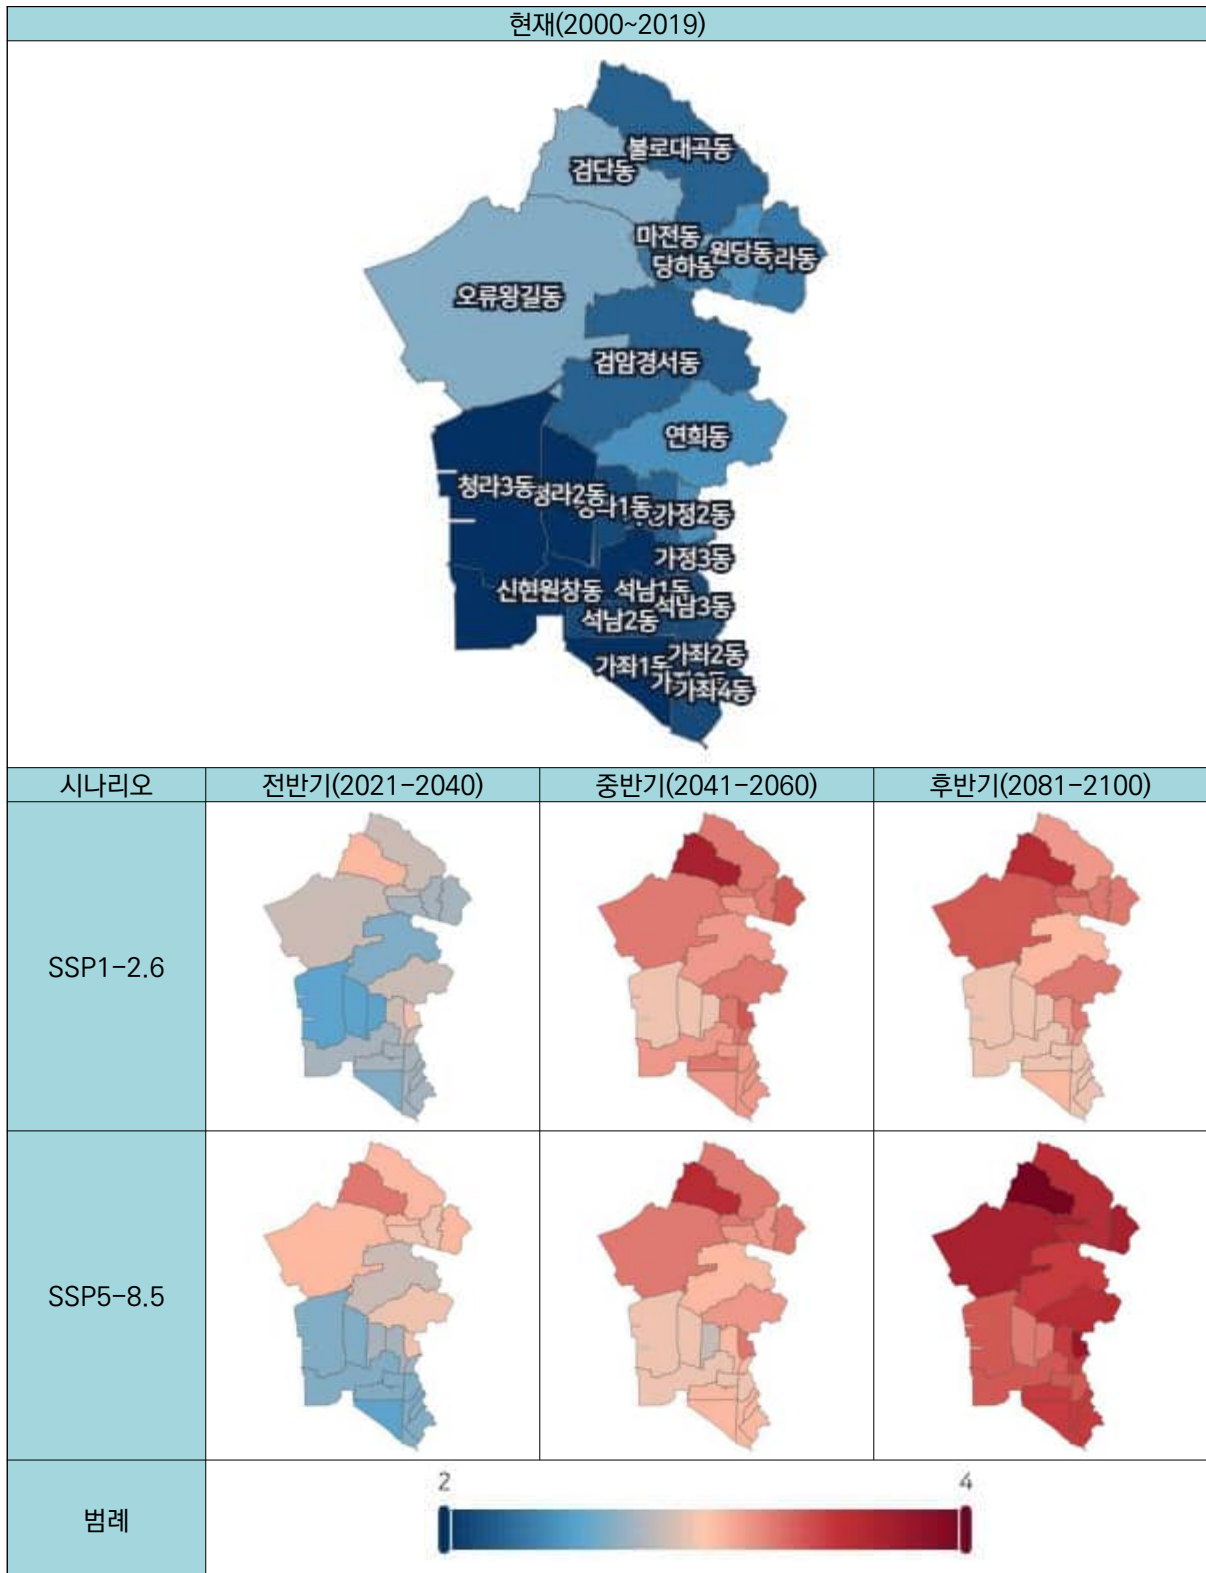 현재(2000~2019)
불로대곡동
검단동
마전동
원당동
당하동
오류왕길동
검암경서동
연희동
청라3동
청라2동
가정2동
가정3동
신현원창동
석남1동
석남3동
석남2동
가좌2동
가좌1동
가좌4동
시나리오 전반기(2021-2040) 중반기(2041-2060) 후반기(2081-2100)
SSP1-2.6
SSP5-8.5
범례
2 4